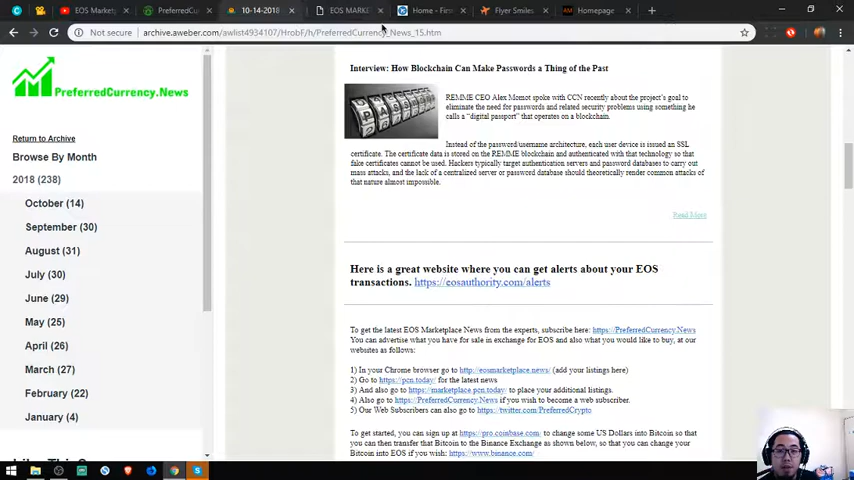 EOS Marketp
PreferredCurr
10-14-2018
EOS MARKE
Home - Firs
Flyer Smiles
Homepage
Not secure
archive.aweber.com/awlist4934107/HrobF/h/PreferredCurrency_News_15.htm
PreferredCurrency.News
Return to Archive
Browse By Month
2018 (238)
October (14)
September (30)
August (31)
July (30)
June (29)
May (25)
April (26)
March (27)
February (22)
January (4)
Interview: How Blockchain Can Make Passwords a Thing of the Past
REMME CEO Alex Momot spoke with CCN recently about the project's goal to
eliminate the need for passwords and related security problems using something he
calls a "digital passport" that operates on a blockchain.
Instead of the password/username architecture, each user device is issued an SSL
certificate. The certificate data is stored on the REMME blockchain and authenticated with that technology so that
fake certificates cannot be used. Hackers typically target authentication servers and password databases to carry out
mass attacks, and the lack of a centralized server or password database should theoretically render common attacks
of that nature almost impossible.
Read More
Here is a great website where you can get alerts about your EOS
transactions. https://eosauthority.com/alerts
To get the latest EOS Marketplace News from the experts, subscribe here: https://PreferredCurrency.News
You can advertise what you have for sale in exchange for EOS and also what you would like to buy, at our
websites as follows:
1) In your Chrome browser go to http://eosmarketplace.news/ (add your listings here)
2) Go to https://pcn.today/ for the latest news
3) And also go to https://marketplace.pcn.today/ to place your additional listings.
4) Also go to https://PreferredCurrency.News if you wish to become a web subscriber.
5) Our Web Subscribers can also go to https://twitter.com/PreferredCrypto
To get started, you can sign up at https://pro.coinbase.com/ to change some US Dollars into Bitcoin so that
you can then transfer that Bitcoin to the Binance Exchange as shown below, so that you can change your
Bitcoin into EOS if you wish: https://www.binance.com/